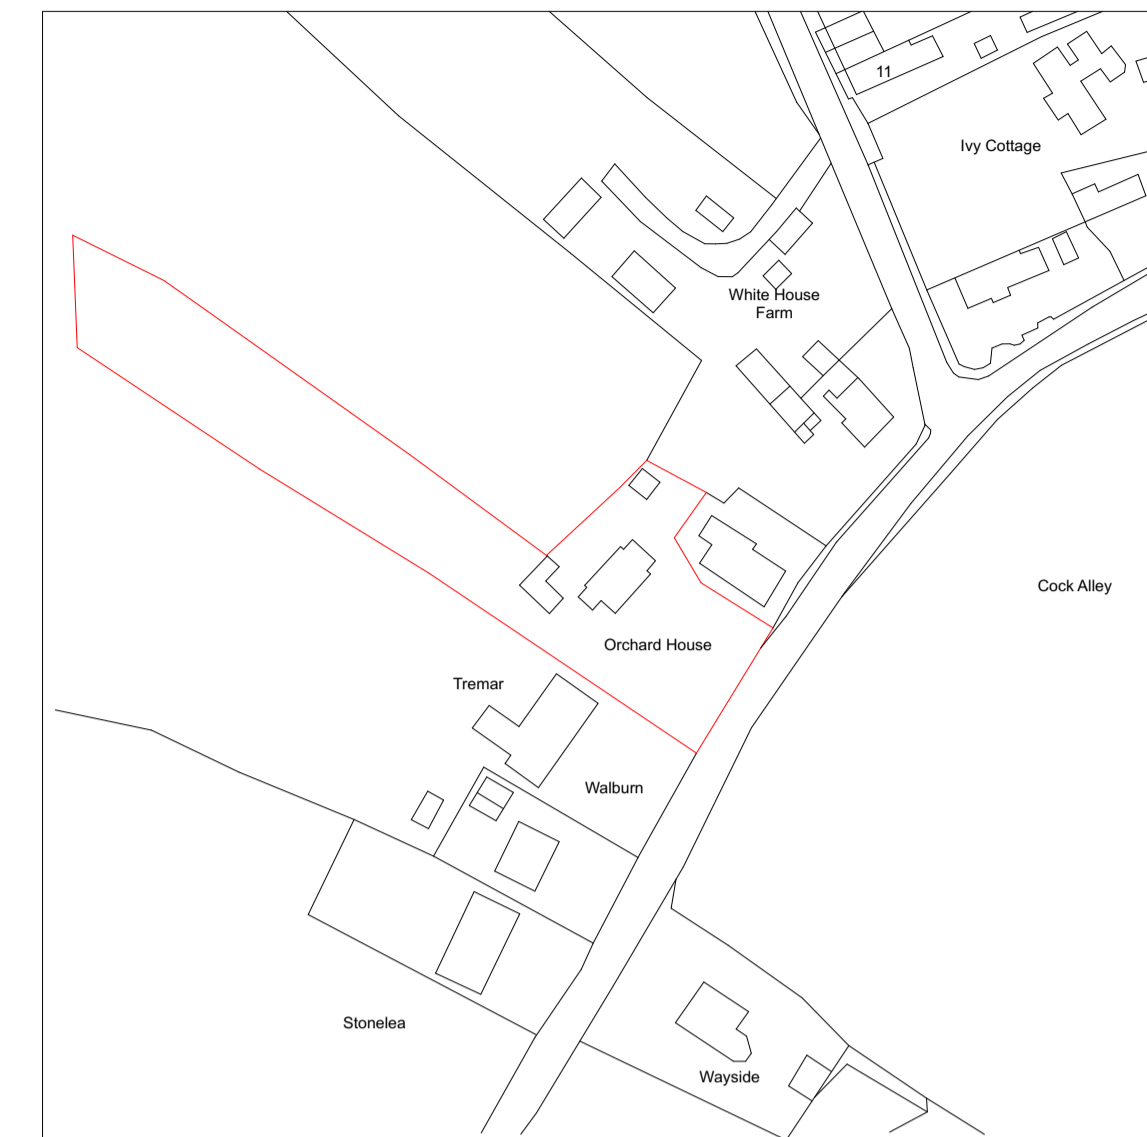 11
Ivy Cottage
White House
Farm
Cock Alley
Orchard House
Tremar
Walburn
Stonelea
Wayside